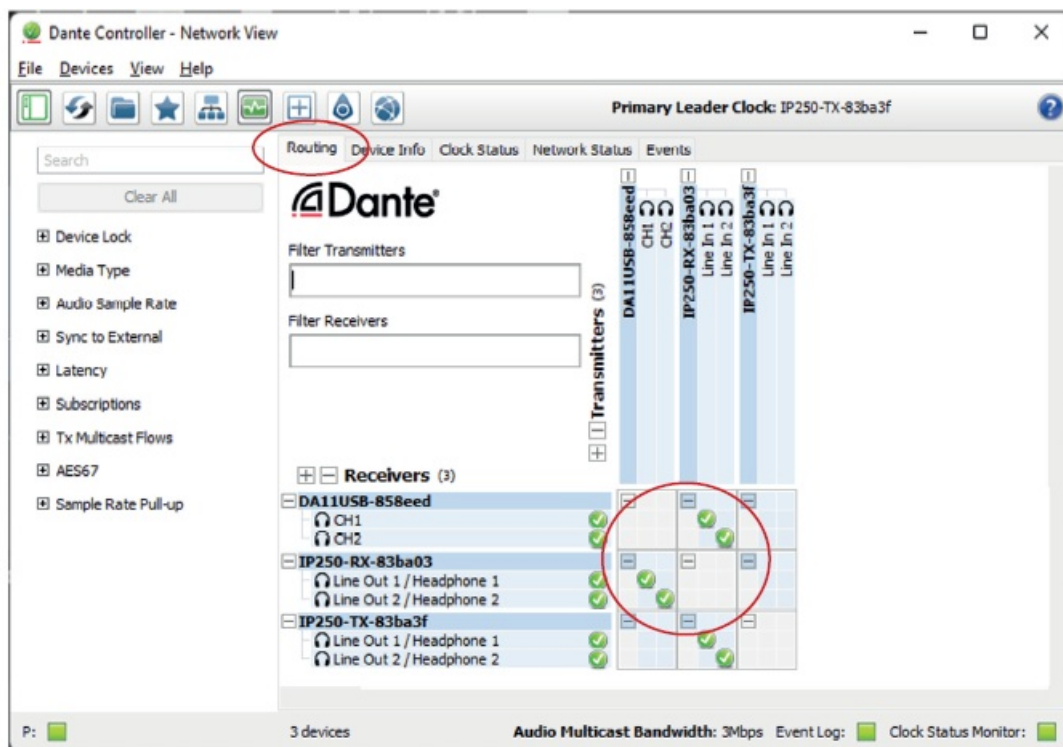 Dante Controller - Network View
File Devices View Help
Primary Leader Clock: IP250-TX-83ba3f
?
Search
Clear All
Device Lock
Media Type
Audio Sample Rate
Sync to External
Latency
Subscriptions
Tx Multicast Flows
AES67
Sample Rate Pull-up
Routing Device Info Clock Status Network Status Events
Dante®
Filter Transmitters
Filter Receivers
Transmitters (3)
DA11USB-858eed
CH1
CH2
IP250-RX-83ba03
Line In 1
Line In 2
IP250-TX-83ba3f
Line In 1
Line In 2
Receivers (3)
DA11USB-858eed
CH1
CH2
IP250-RX-83ba03
Line Out 1 / Headphone 1
Line Out 2 / Headphone 2
IP250-TX-83ba3f
Line Out 1 / Headphone 1
Line Out 2 / Headphone 2
P: 3 devices Audio Multicast Bandwidth: 3Mbps Event Log: Clock Status Monitor: